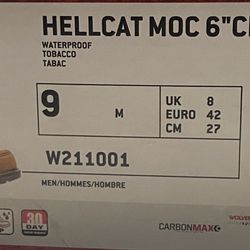 HELLCAT MOC 6"C
WATERPROOF
TOBACCO
TABAC
9 M
UK 8
EURO 42
CM 27
W211001
MEN/HOMMES/HOMBRE
30
DAY
CARBONMAX
WOLVER